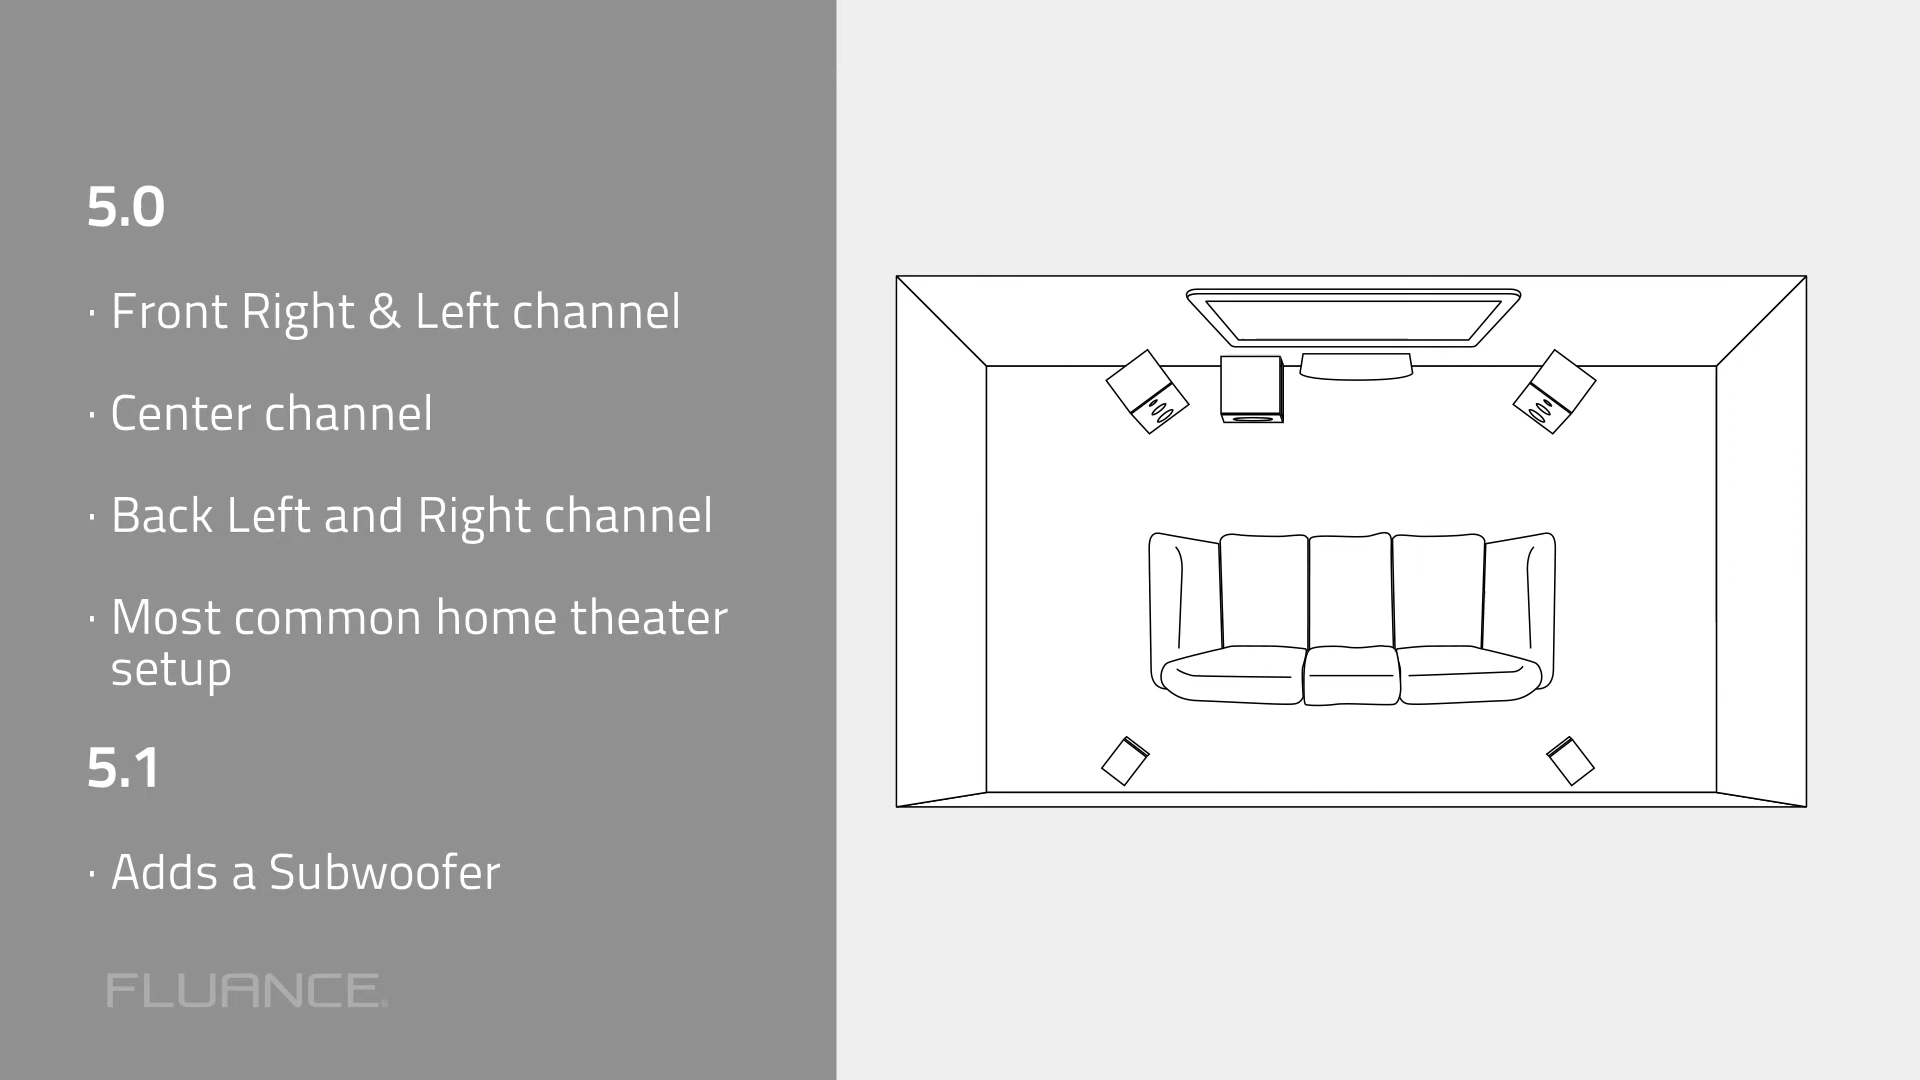 5.0
· Front Right & Left channel
· Center channel
· Back Left and Right channel
· Most common home theater
setup
5.1
· Adds a Subwoofer
FLUANCE®